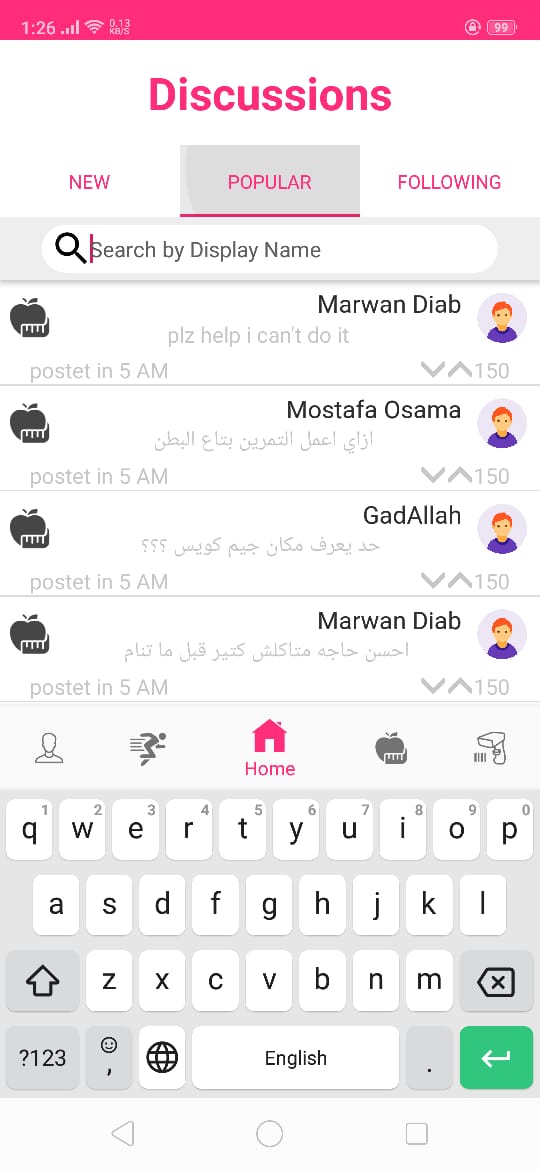 1:26 0.13 KB/S 99
Discussions
NEW POPULAR FOLLOWING
Search by Display Name
Marwan Diab
plz help i can't do it
postet in 5 AM 150
Mostafa Osama
ازاي اعمل التمرين بتاع البطن
postet in 5 AM 150
GadAllah
حد يعرف مكان جيم كويس ؟؟؟
postet in 5 AM 150
Marwan Diab
احسن حاجه متاكلش كتير قبل ما تنام
postet in 5 AM 150
Home
1 2 3 4 5 6 7 8 9 0
q w e r t y u i o p
a s d f g h j k l
z x c v b n m
?123 , English .